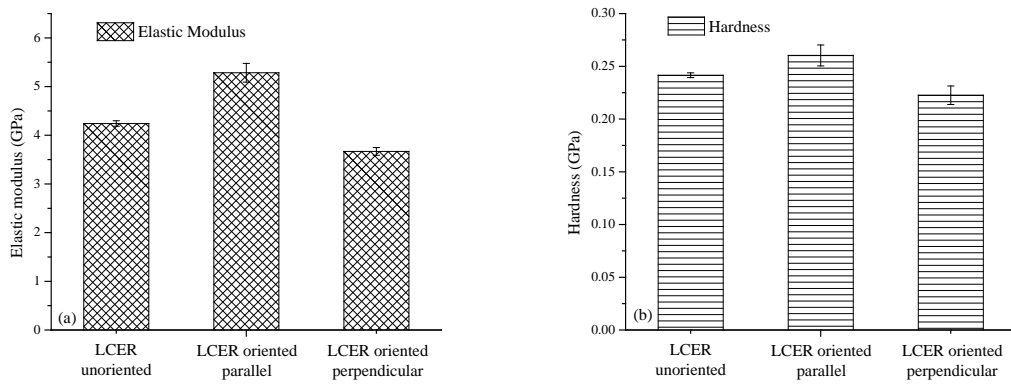 Elastic Modulus
Elastic modulus (GPa)
6
5
4
3
2
1
0
(a)
LCER
unoriented
LCER oriented
parallel
LCER oriented
perpendicular
Hardness
Hardness (GPa)
0.30
0.25
0.20
0.15
0.10
0.05
0.00
(b)
LCER
unoriented
LCER oriented
parallel
LCER oriented
perpendicular